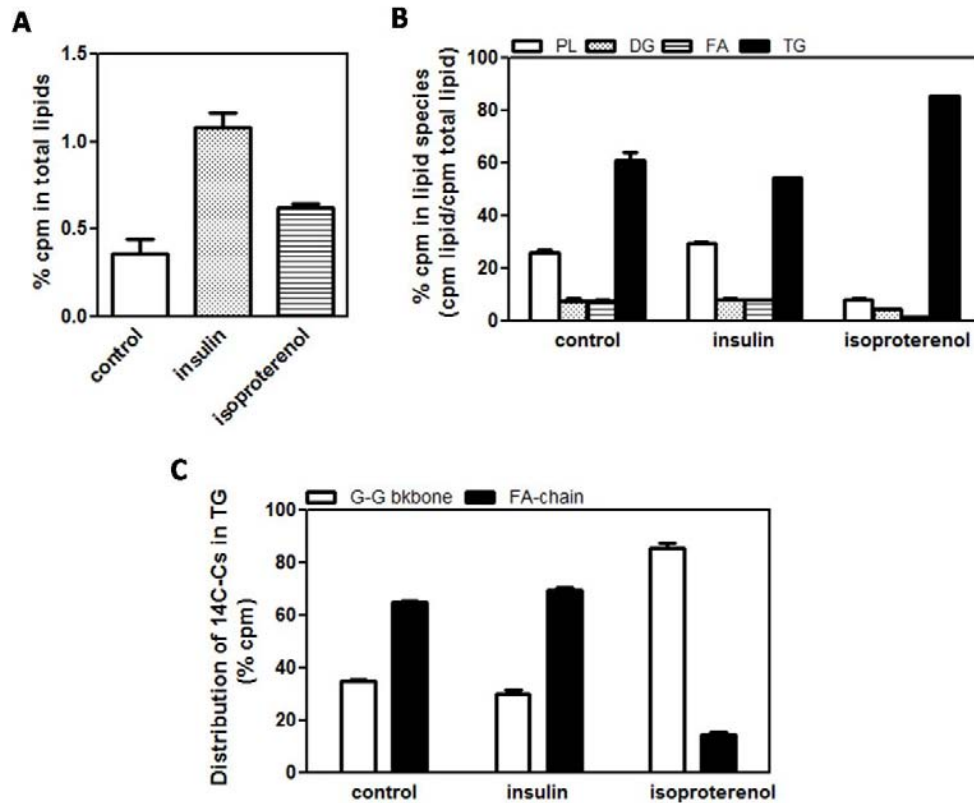 A
% cpm in total lipids
1.5
1.0
0.5
0.0
control
insulin
isoproterenol
B
PL DG FA TG
% cpm in lipid species
(cpm lipid/cpm total lipid)
100
80
60
40
20
0
control insulin isoproterenol
C
G-G bkbone FA-chain
Distribution of 14C-Cs in TG
(% cpm)
100
80
60
40
20
0
control insulin isoproterenol